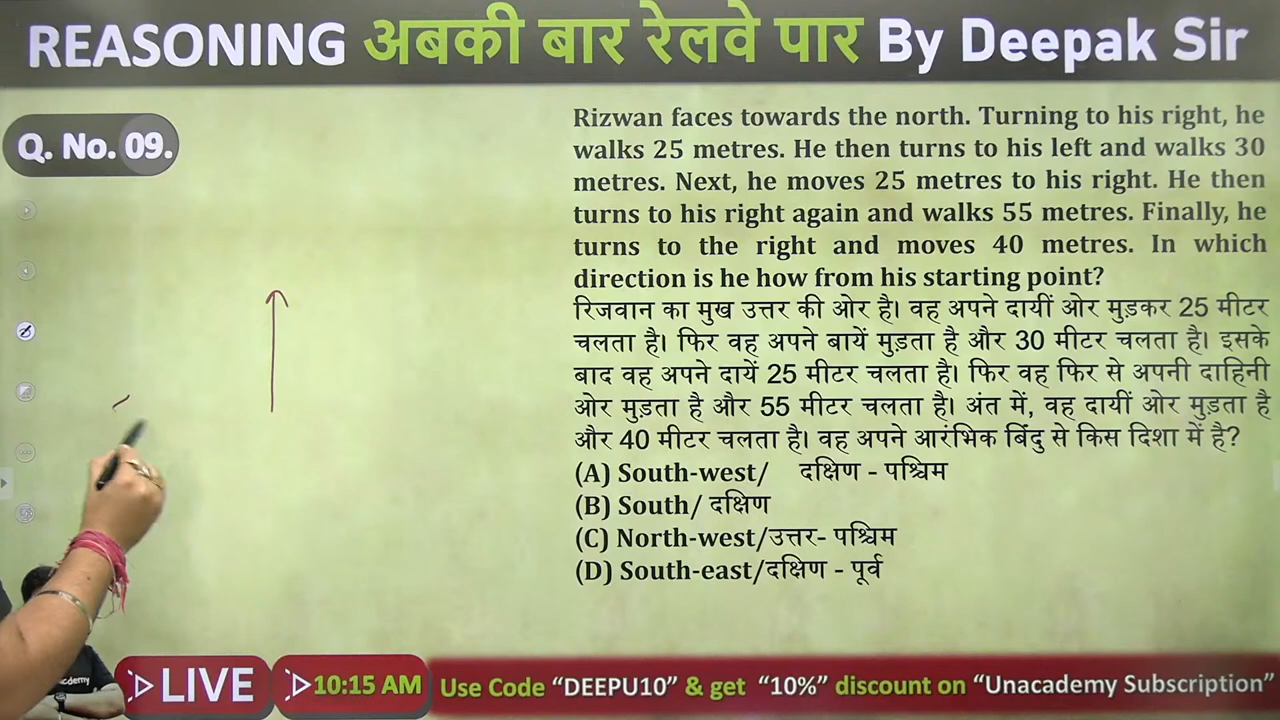 REASONING अबकी बार रेलवे पार By Deepak Sir
Q. No. 09.
Rizwan faces towards the north. Turning to his right, he
walks 25 metres. He then turns to his left and walks 30
metres. Next, he moves 25 metres to his right. He then
turns to his right again and walks 55 metres. Finally, he
turns to the right and moves 40 metres. In which
direction is he how from his starting point?
रिजवान का मुख उत्तर की ओर है। वह अपने दायीं ओर मुड़कर 25 मीटर
चलता है। फिर वह अपने बायें मुड़ता है और 30 मीटर चलता है। इसके
बाद वह अपने दायें 25 मीटर चलता है। फिर वह फिर से अपनी दाहिनी
ओर मुड़ता है और 55 मीटर चलता है। अंत में, वह दायीं ओर मुड़ता है
और 40 मीटर चलता है। वह अपने आरंभिक बिंदु से किस दिशा में है?
(A) South-west/ दक्षिण - पश्चिम
(B) South/ दक्षिण
(C) North-west/उत्तर- पश्चिम
(D) South-east/दक्षिण - पूर्व
LIVE
10:15 AM
Use Code “DEEPU10” & get “10%” discount on “Unacademy Subscription”